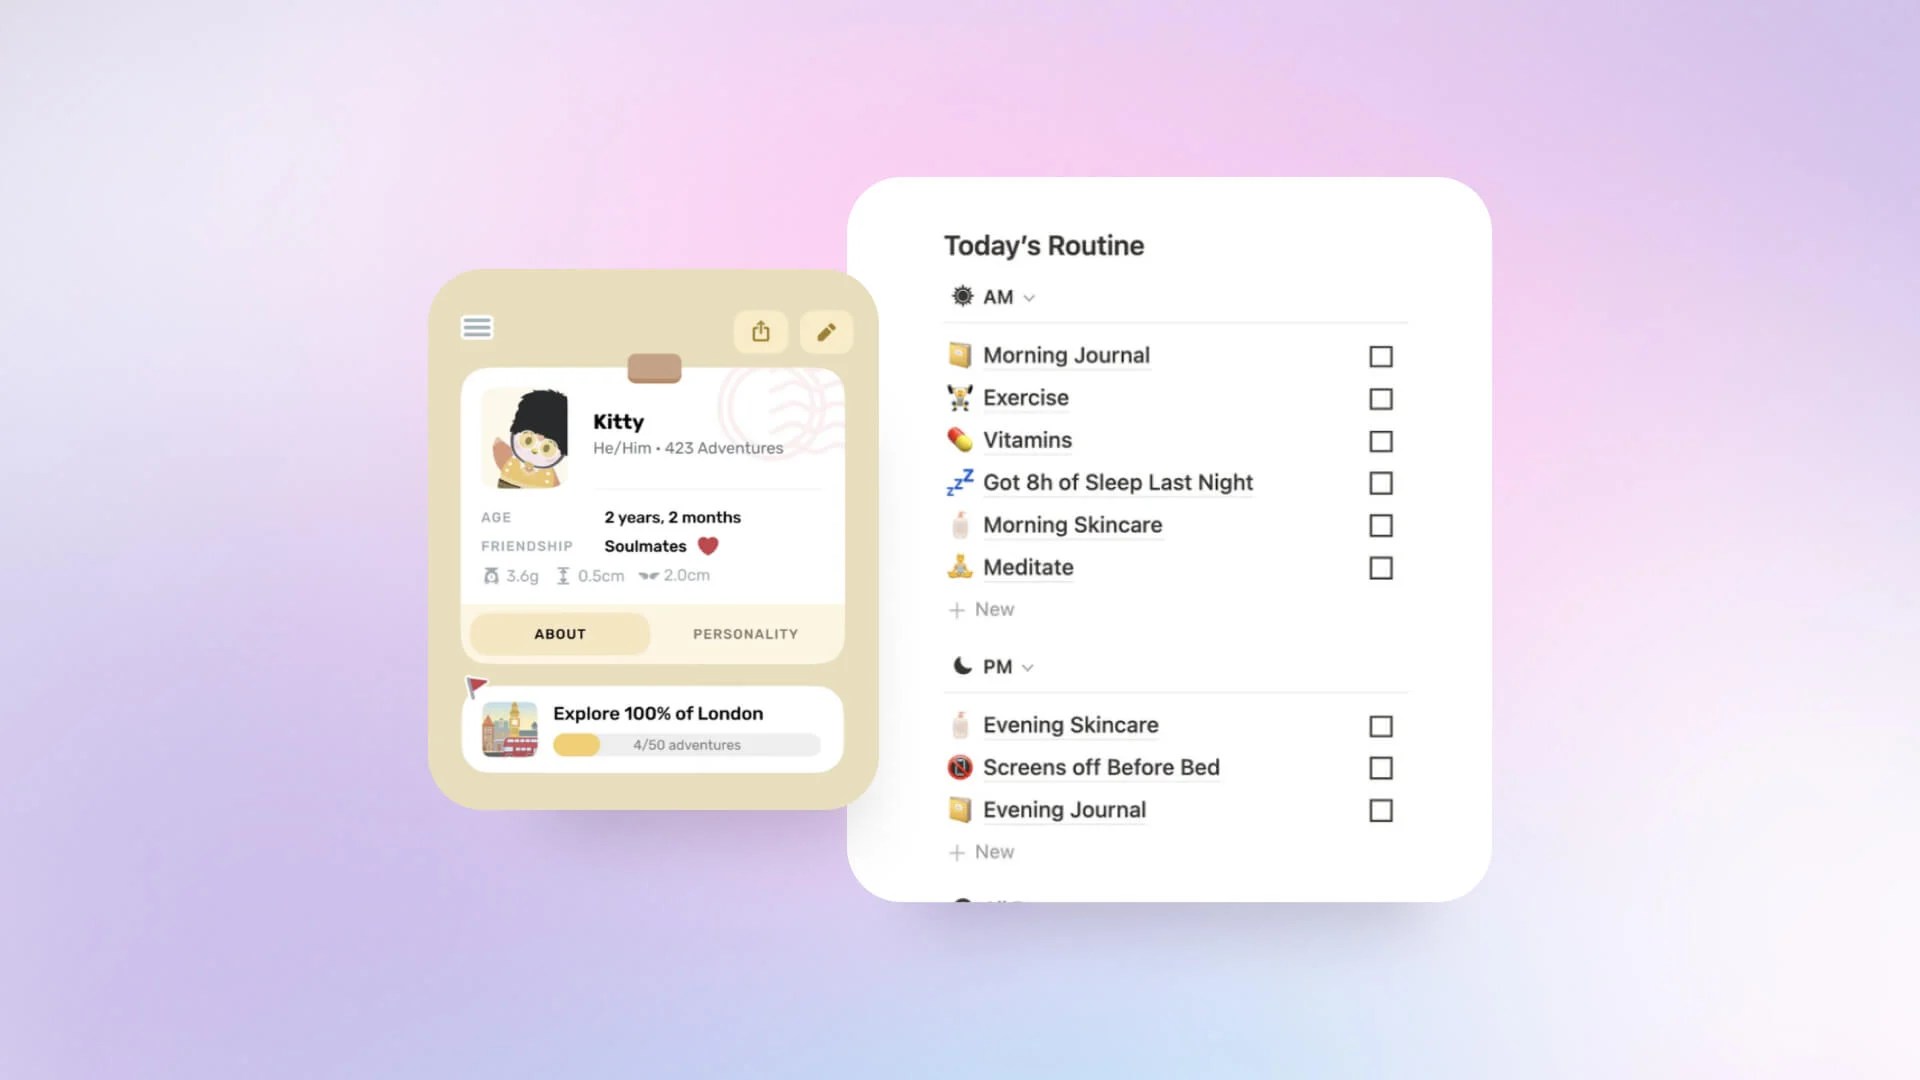 Kitty
He/Him • 423 Adventures
AGE 2 years, 2 months
FRIENDSHIP Soulmates
3.6g 0.5cm 2.0cm
ABOUT PERSONALITY
Explore 100% of London
4/50 adventures
Today’s Routine
AM
Morning Journal
Exercise
Vitamins
zzZ Got 8h of Sleep Last Night
Morning Skincare
Meditate
+ New
PM
Evening Skincare
Screens off Before Bed
Evening Journal
+ New